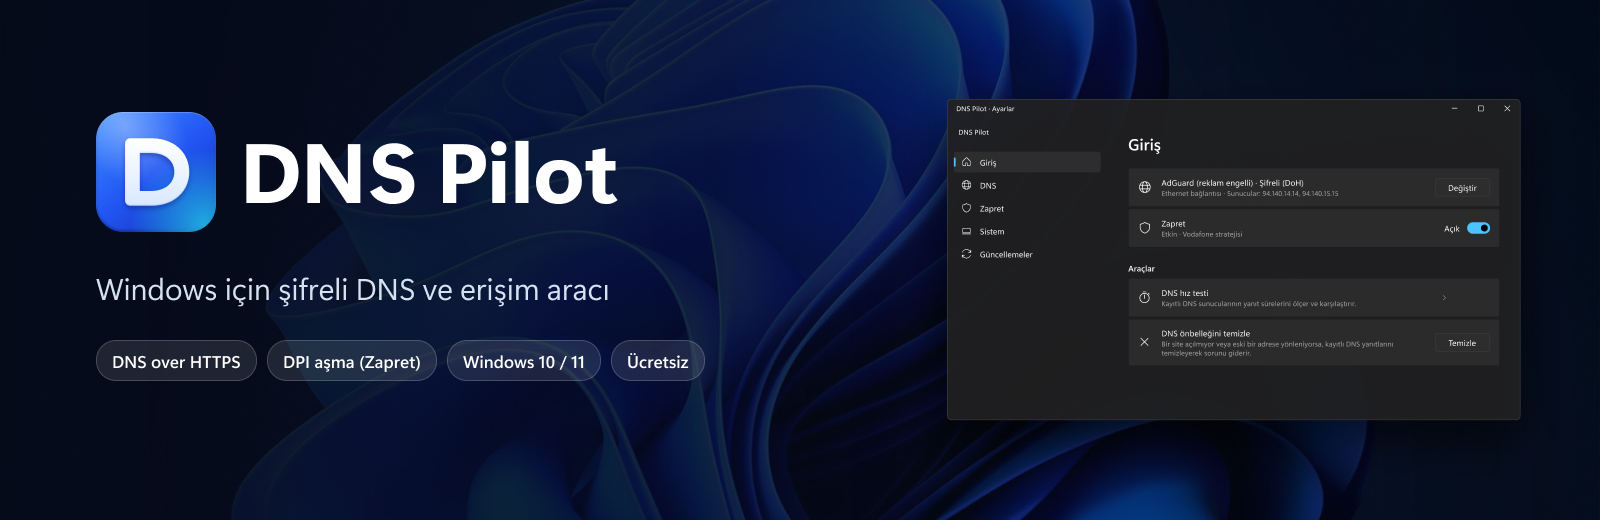 D
DNS Pilot
Windows için şifreli DNS ve erişim aracı
DNS over HTTPS
DPI aşma (Zapret)
Windows 10 / 11
Ücretsiz
DNS Pilot - Ayarlar
DNS Pilot
Giriş
DNS
Zapret
Sistem
Güncellemeler
Giriş
AdGuard (reklam engelli) · Şifreli (DoH)
Ethernet bağlantısı · Sunucular: 94.140.14.14, 94.140.15.15
Değiştir
Zapret
Etkin · Vodafone stratejisi
Açık
Araçlar
DNS hız testi
Kayıtlı DNS sunucularının yanıt sürelerini ölçer ve karşılaştırır.
DNS önbelleğini temizle
Bir site açılmıyor veya eski bir adrese yönleniyorsa, kayıtlı DNS yanıtlarını
temizleyerek sorunu giderir.
Temizle